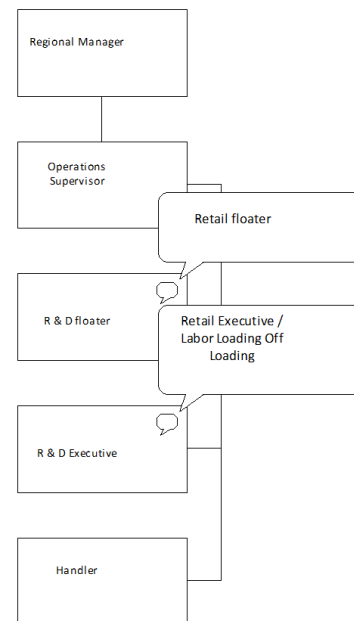 Regional Manager
Operations
Supervisor
Retail floater
R & D floater
Retail Executive /
Labor Loading Off
Loading
R & D Executive
Handler